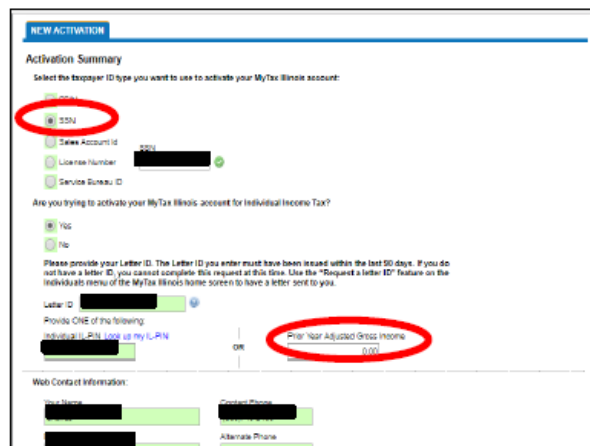 NEW ACTIVATION
Activation Summary
Select the taxpayer ID type you want to use to activate your MyTax Illinois account:
SSN
Sales Account Id
SSN
License Number
Service Bureau ID
Are you trying to activate your MyTax Illinois account for Individual Income Tax?
Yes
No
Please provide your Letter ID. The Letter ID you enter must have been issued within the last 90 days. If you do
not have a letter ID, you cannot complete this request at this time. Use the "Request a letter ID" feature on the
Individuals menu of the MyTax Illinois home screen to have a letter sent to you.
Letter ID
Provide ONE of the following:
Individual IL-PIN Look up my IL-PIN
OR
Prior Year Adjusted Gross Income
0.00
Web Contact Information:
Your Name
Contact Phone
Alternate Phone